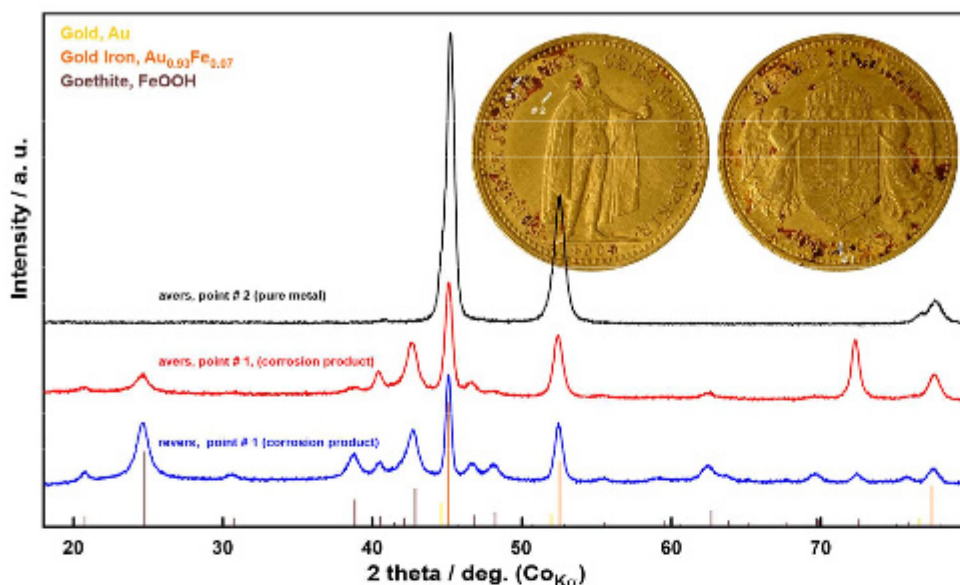 Gold, Au
Gold Iron, Au0.93Fe0.07
Goethite, FeOOH
Intensity / a. u.
avers, point # 2 (pure metal)
avers, point # 1, (corrosion product)
revers, point # 1 (corrosion product)
20 30 40 50 60 70
2 theta / deg. (CoKα)